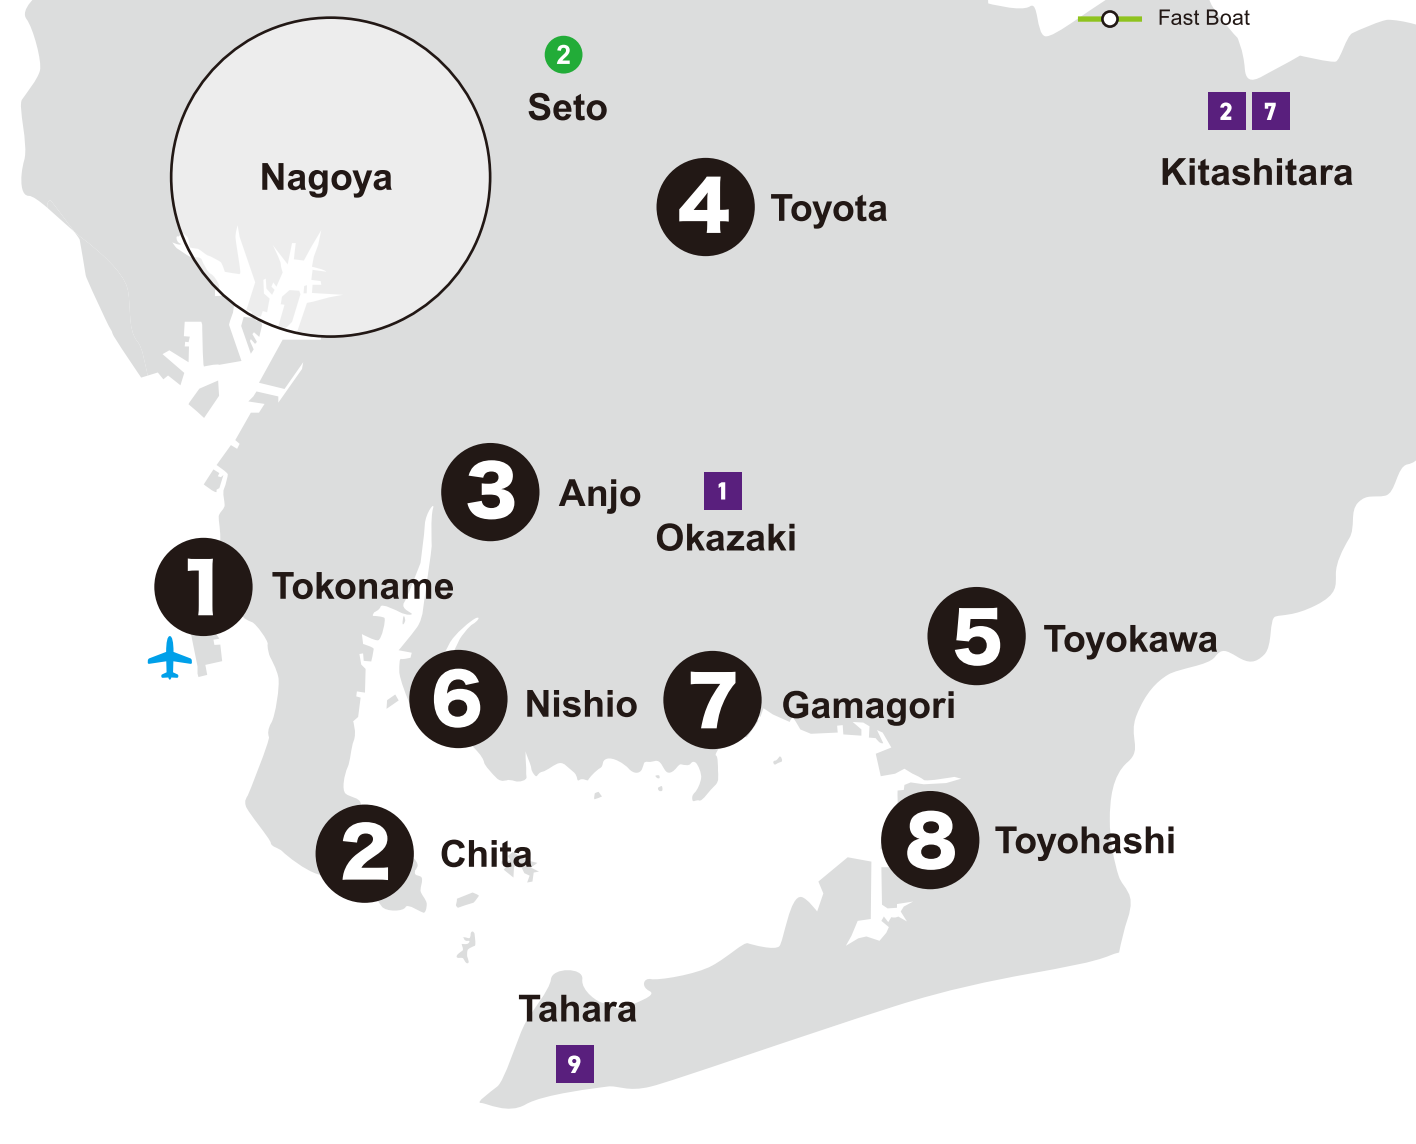 Fast Boat
2
Seto
2 7
Kitashitara
Nagoya
4 Toyota
3 Anjo
1
Okazaki
1 Tokoname
5 Toyokawa
6 Nishio
7 Gamagori
2 Chita
8 Toyohashi
Tahara
9